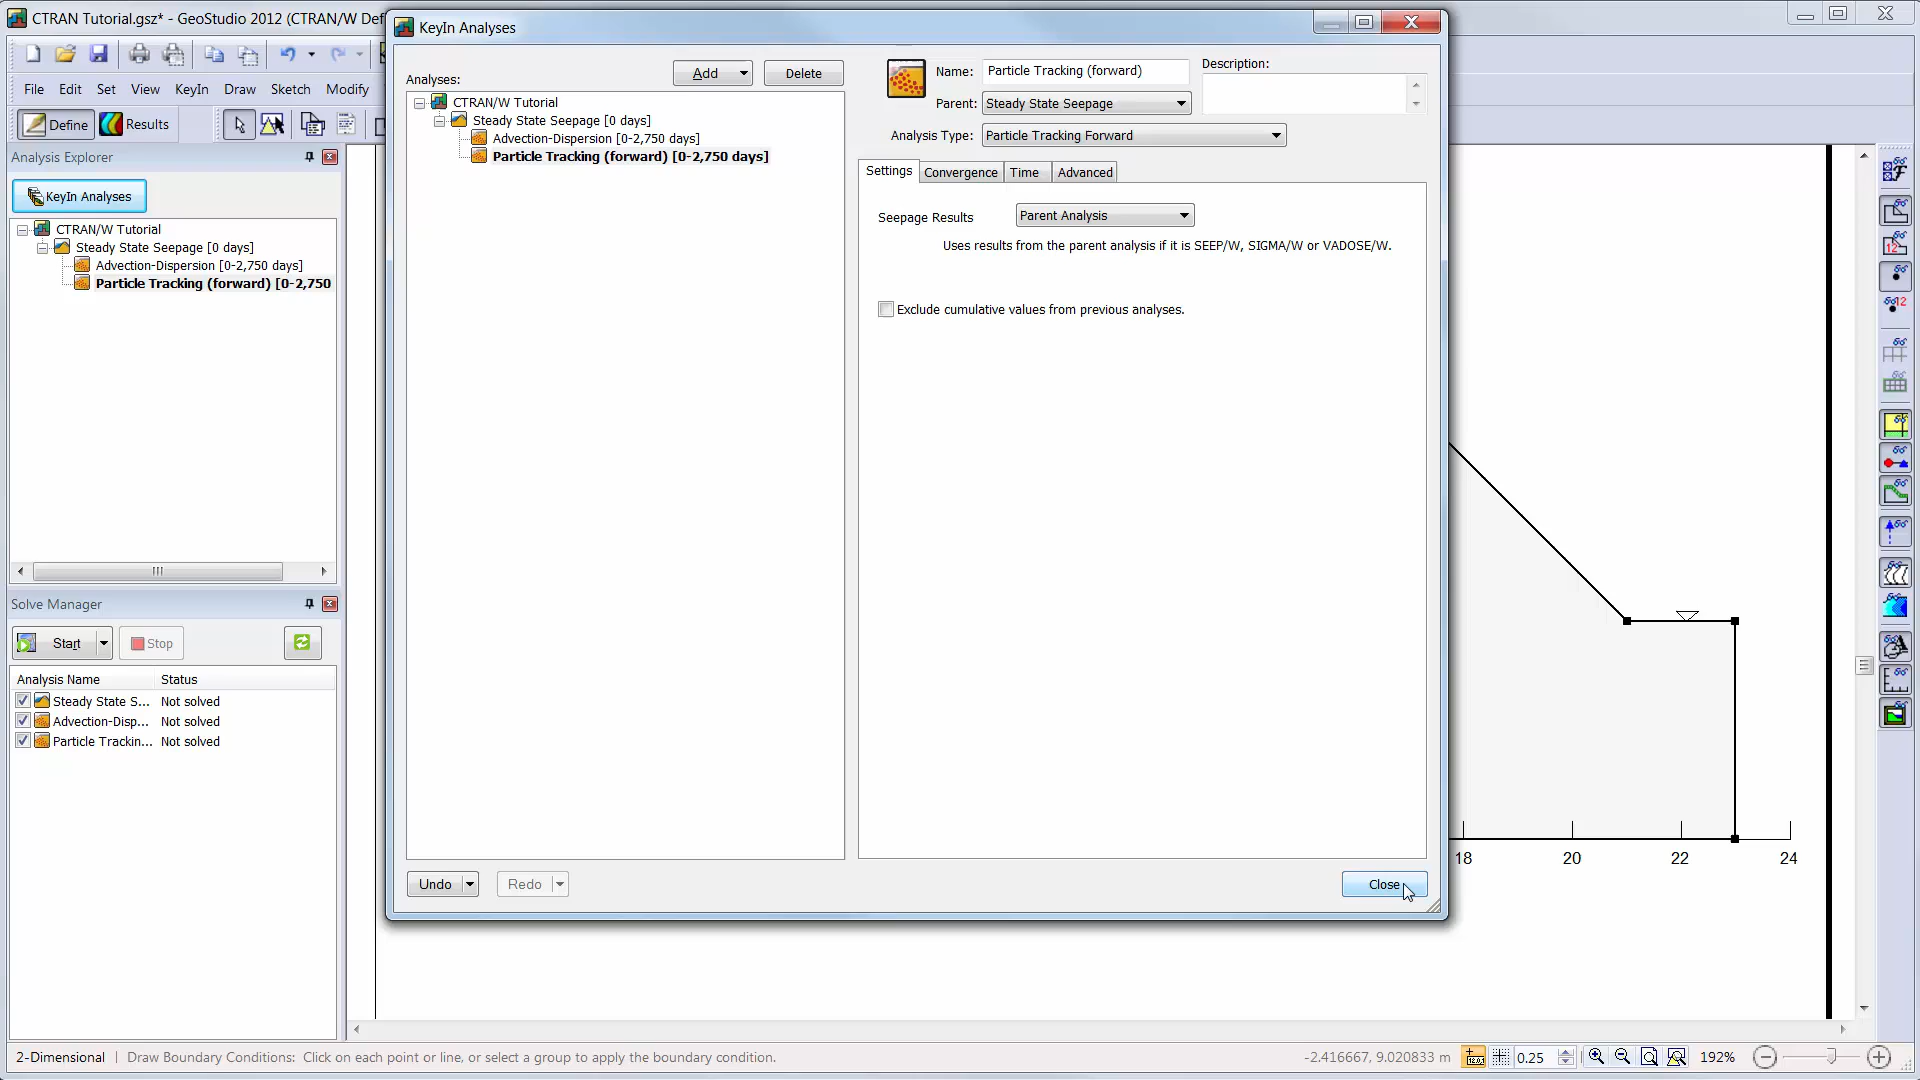 CTRAN Tutorial.gsz* - GeoStudio 2012 (CTRAN/W Def
KeyIn Analyses
File Edit Set View KeyIn Draw Sketch Modify
Define Results
Analysis Explorer
KeyIn Analyses
CTRAN/W Tutorial
Steady State Seepage [0 days]
Advection-Dispersion [0-2,750 days]
Particle Tracking (forward) [0-2,750
Solve Manager
Start Stop
Analysis Name Status
Steady State S... Not solved
Advection-Disp... Not solved
Particle Trackin... Not solved
Analyses: Add Delete
CTRAN/W Tutorial
Steady State Seepage [0 days]
Advection-Dispersion [0-2,750 days]
Particle Tracking (forward) [0-2,750 days]
Name: Particle Tracking (forward) Description:
Parent: Steady State Seepage
Analysis Type: Particle Tracking Forward
Settings Convergence Time Advanced
Seepage Results Parent Analysis
Uses results from the parent analysis if it is SEEP/W, SIGMA/W or VADOSE/W.
Exclude cumulative values from previous analyses.
Undo Redo Close
18 20 22 24
2-Dimensional Draw Boundary Conditions: Click on each point or line, or select a group to apply the boundary condition. -2.416667, 9.020833 m 0.25 192%